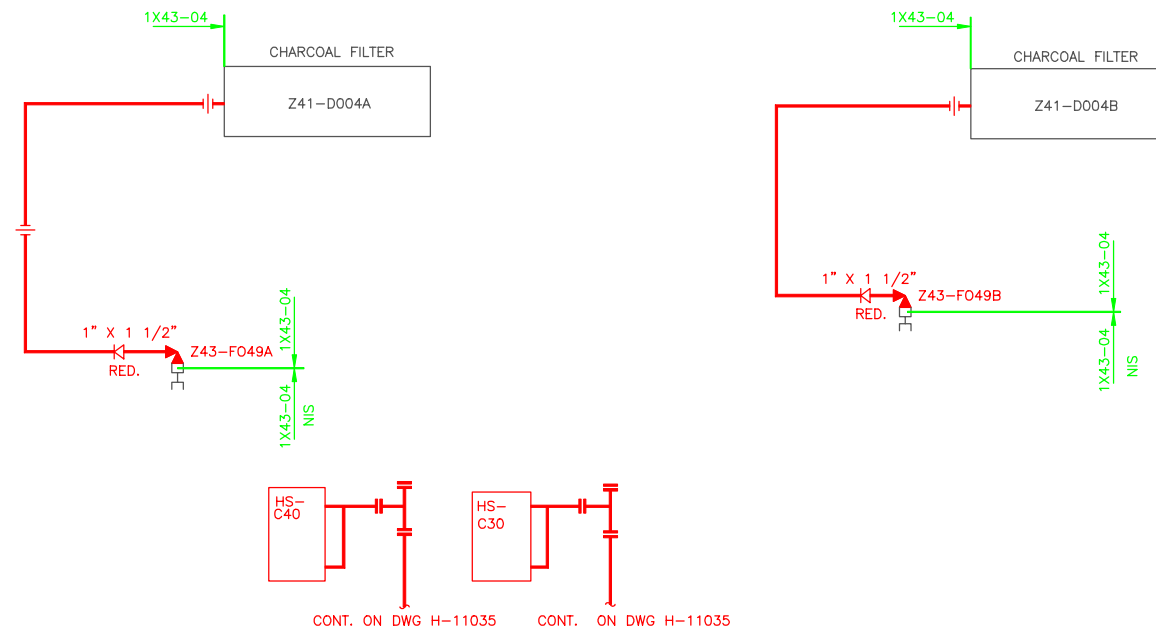 1X43-04
CHARCOAL FILTER
Z41-D004A
1" X 1 1/2"
RED.
Z43-F049A
1X43-04
1X43-04
NIS
1X43-04
CHARCOAL FILTER
Z41-D004B
1" X 1 1/2"
RED.
Z43-F049B
1X43-04
1X43-04
NIS
HS-
C40
CONT. ON DWG H-11035
HS-
C30
CONT. ON DWG H-11035